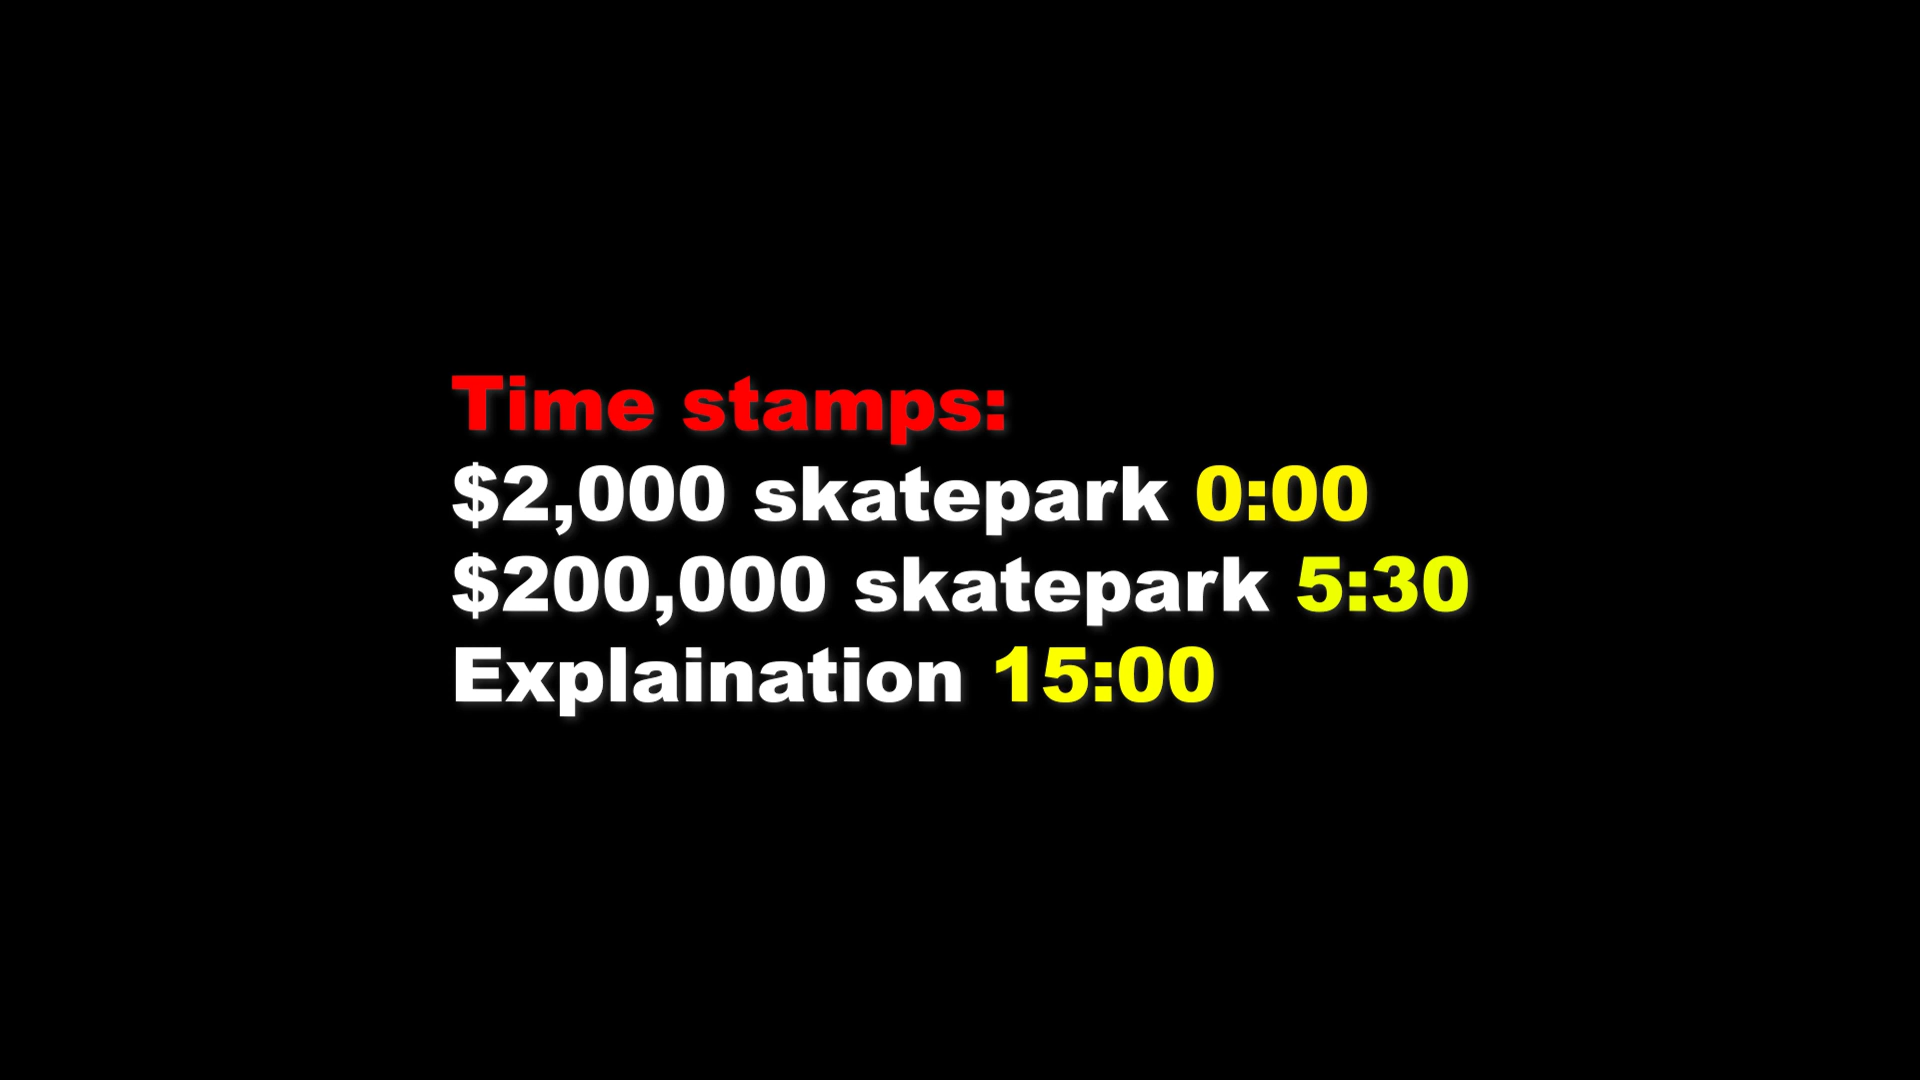 Time stamps:
$2,000 skatepark 0:00
$200,000 skatepark 5:30
Explaination 15:00